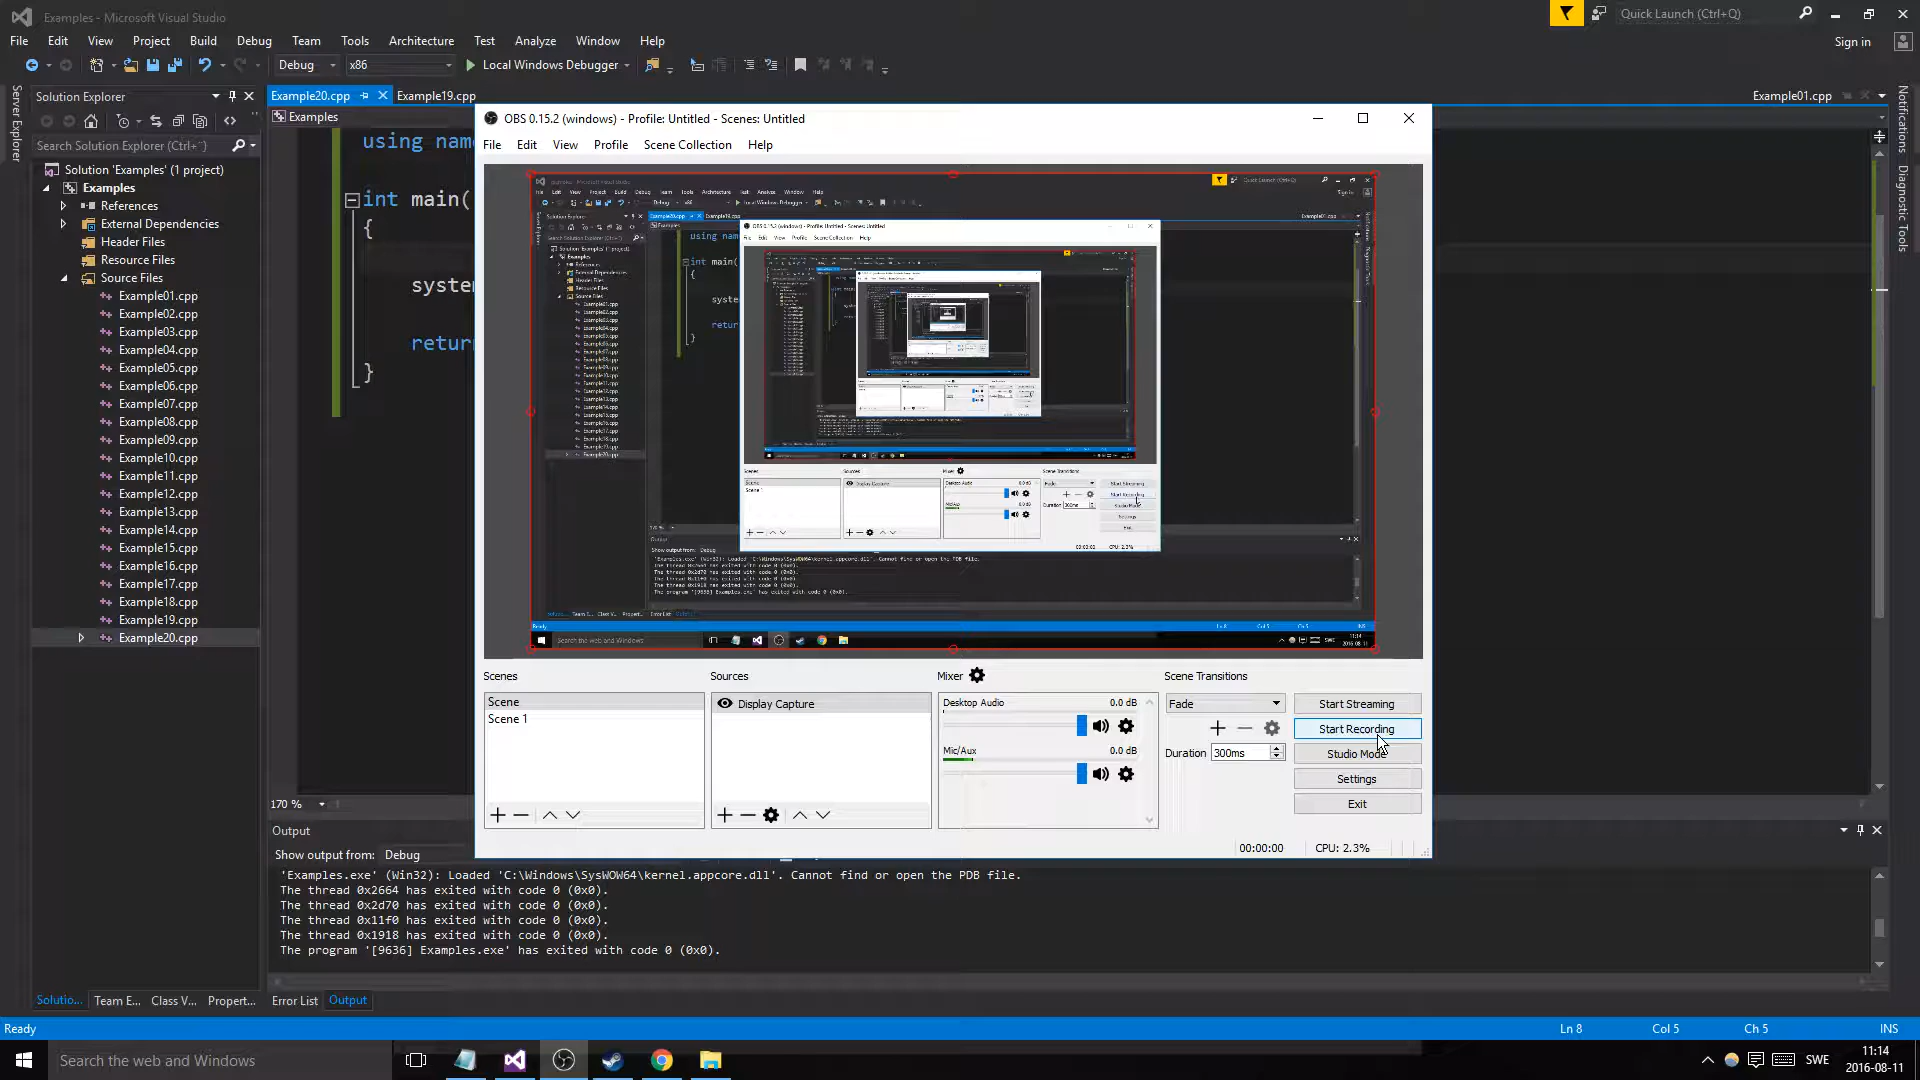 Examples - Microsoft Visual Studio
Quick Launch (Ctrl+Q)
File Edit View Project Build Debug Team Tools Architecture Test Analyze Window Help
Sign in
Debug x86 Local Windows Debugger
Server Explorer
Solution Explorer
Search Solution Explorer (Ctrl+¨)
Solution 'Examples' (1 project)
Examples
References
External Dependencies
Header Files
Resource Files
Source Files
Example01.cpp
Example02.cpp
Example03.cpp
Example04.cpp
Example05.cpp
Example06.cpp
Example07.cpp
Example08.cpp
Example09.cpp
Example10.cpp
Example11.cpp
Example12.cpp
Example13.cpp
Example14.cpp
Example15.cpp
Example16.cpp
Example17.cpp
Example18.cpp
Example19.cpp
Example20.cpp
Solutio... Team E... Class V... Propert...
Example20.cpp Example19.cpp Example01.cpp
Examples
using nam
int main(
{
syste
retur
}
170 %
OBS 0.15.2 (windows) - Profile: Untitled - Scenes: Untitled
File Edit View Profile Scene Collection Help
Scenes
Scene
Scene 1
Sources
Display Capture
Mixer
Desktop Audio 0.0 dB
Mic/Aux 0.0 dB
Scene Transitions
Fade
Duration 300ms
Start Streaming
Start Recording
Studio Mode
Settings
Exit
00:00:00 CPU: 2.3%
Notifications
Diagnostic Tools
Output
Show output from: Debug
'Examples.exe' (Win32): Loaded 'C:\Windows\SysWOW64\kernel.appcore.dll'. Cannot find or open the PDB file.
The thread 0x2664 has exited with code 0 (0x0).
The thread 0x2d70 has exited with code 0 (0x0).
The thread 0x11f0 has exited with code 0 (0x0).
The thread 0x1918 has exited with code 0 (0x0).
The program '[9636] Examples.exe' has exited with code 0 (0x0).
Error List Output
Ready Ln 8 Col 5 Ch 5 INS
Search the web and Windows
SWE
11:14
2016-08-11